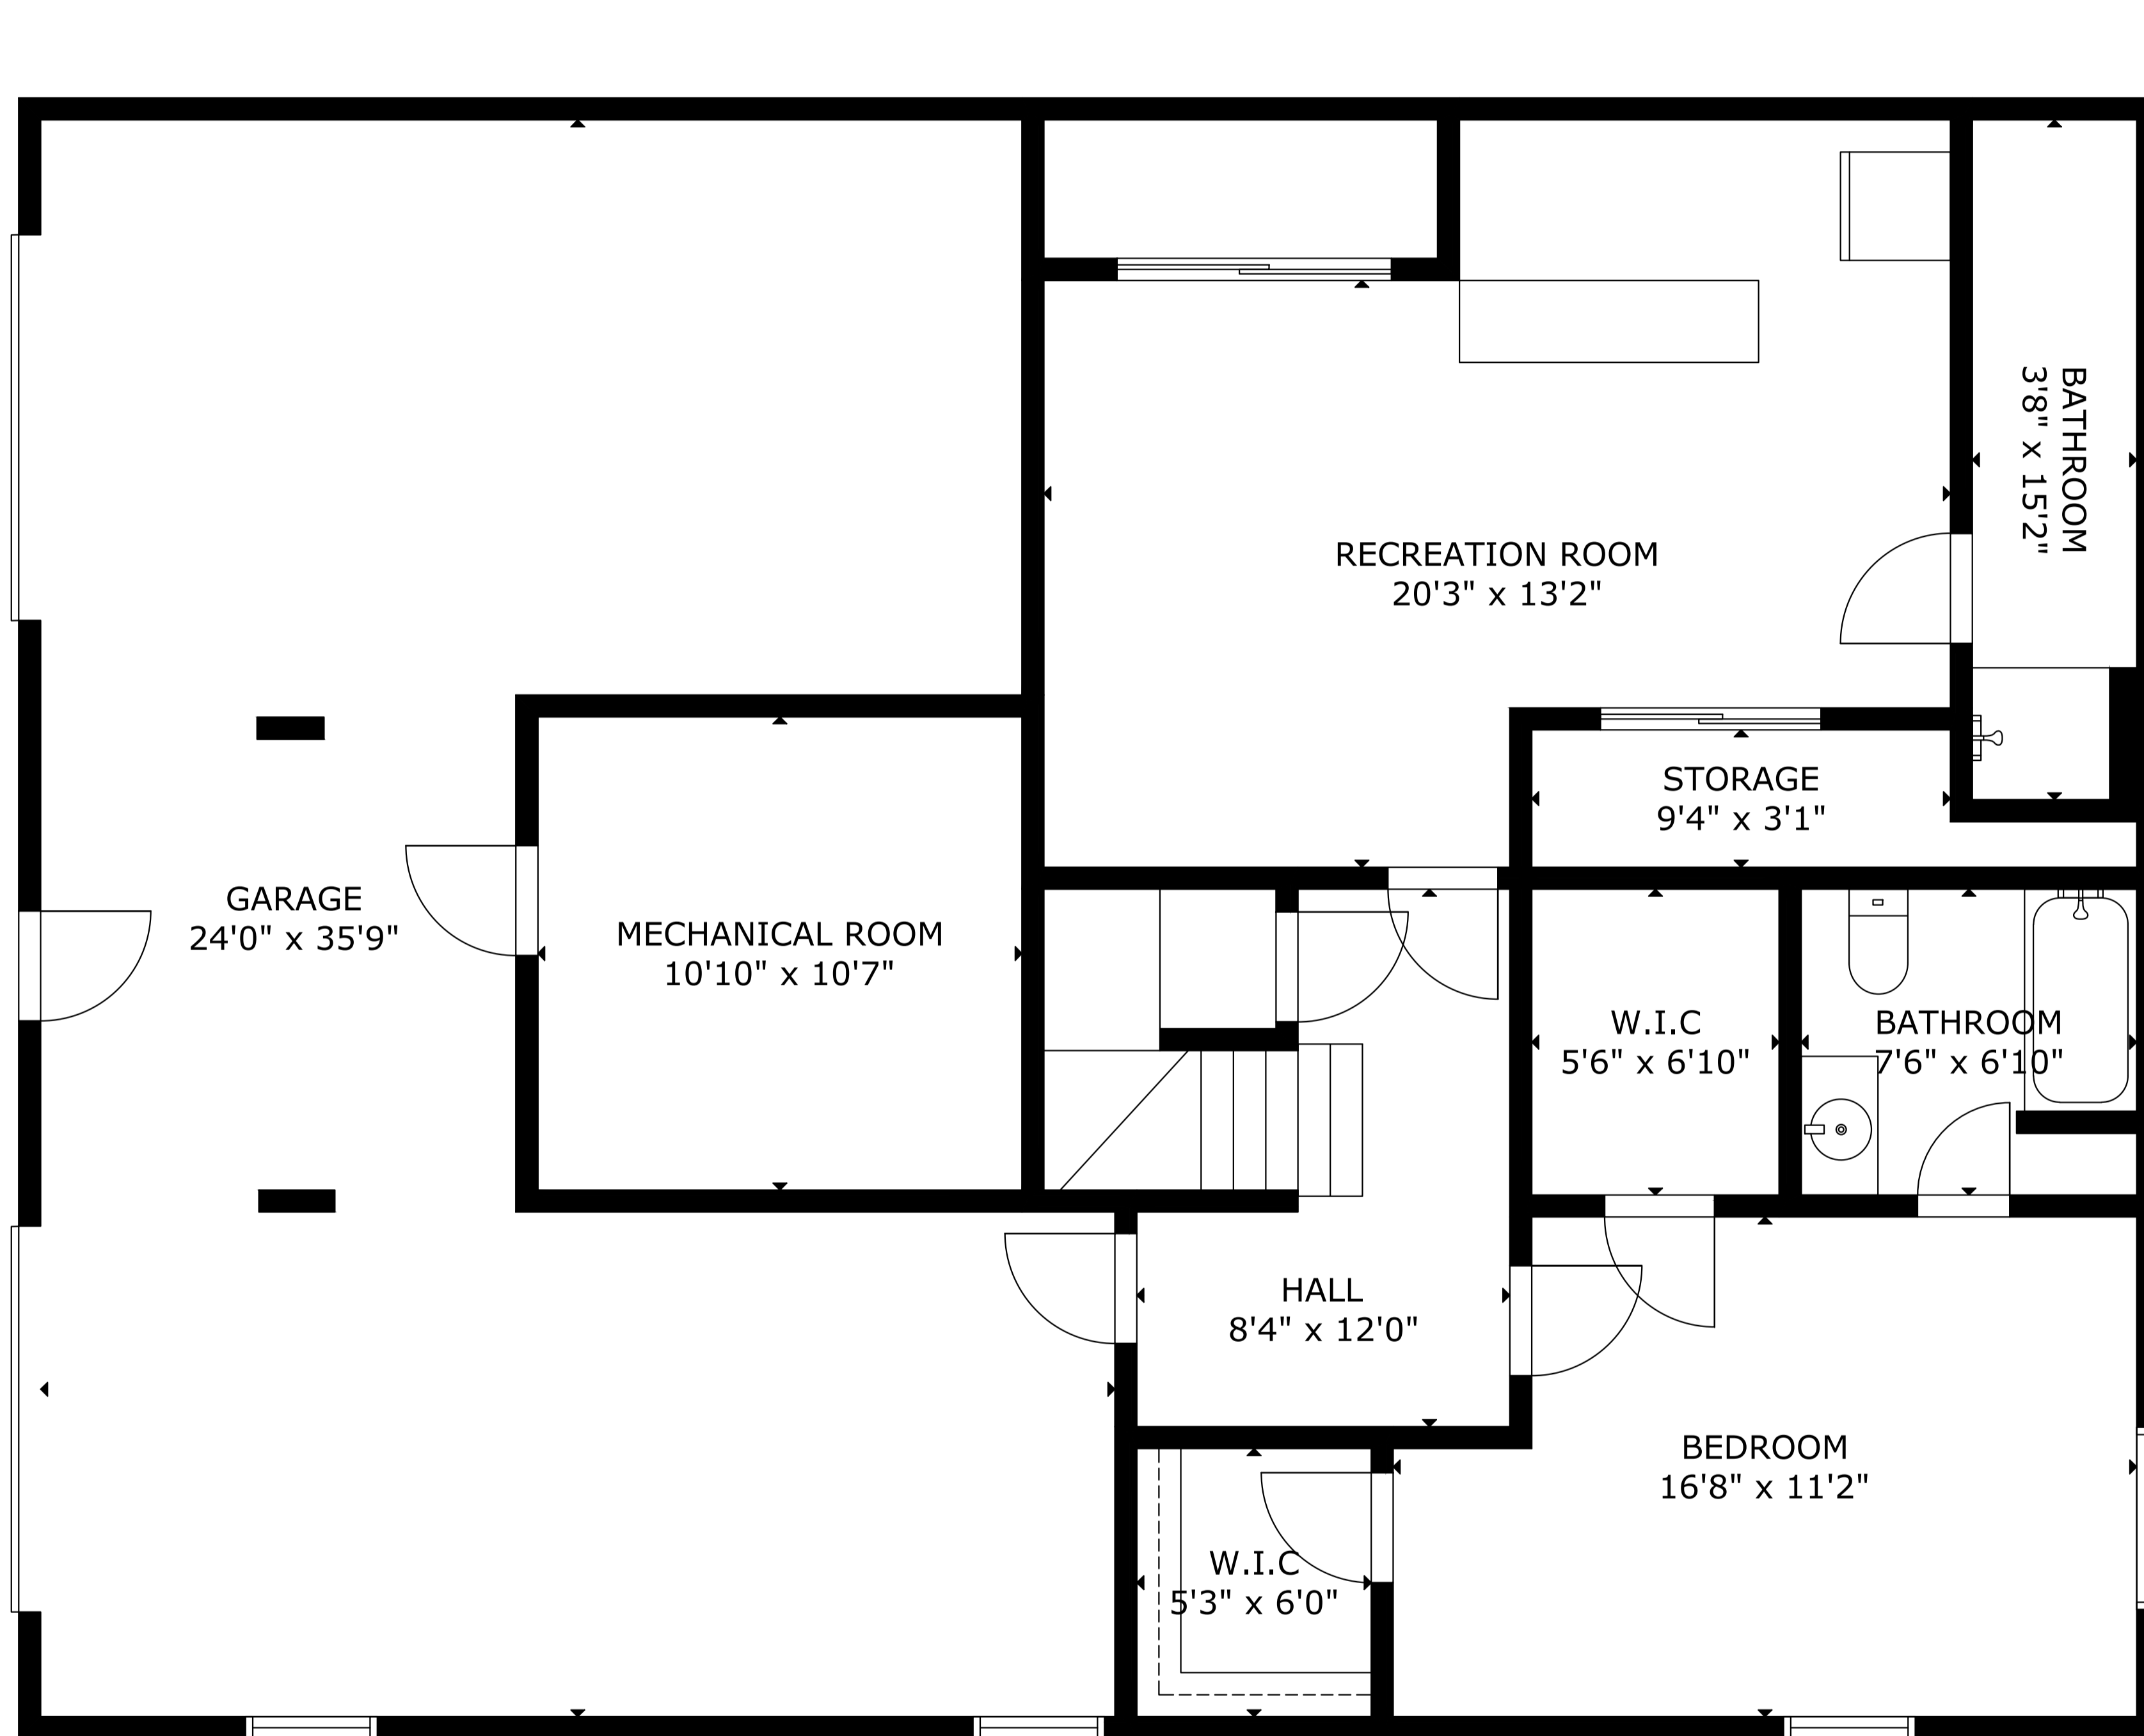 BATHROOM
3'8" x 15'2"
RECREATION ROOM
20'3" x 13'2"
STORAGE
9'4" x 3'1"
GARAGE
24'0" x 35'9"
MECHANICAL ROOM
10'10" x 10'7"
W.I.C
5'6" x 6'10"
BATHROOM
7'6" x 6'10"
HALL
8'4" x 12'0"
BEDROOM
16'8" x 11'2"
W.I.C
5'3" x 6'0"